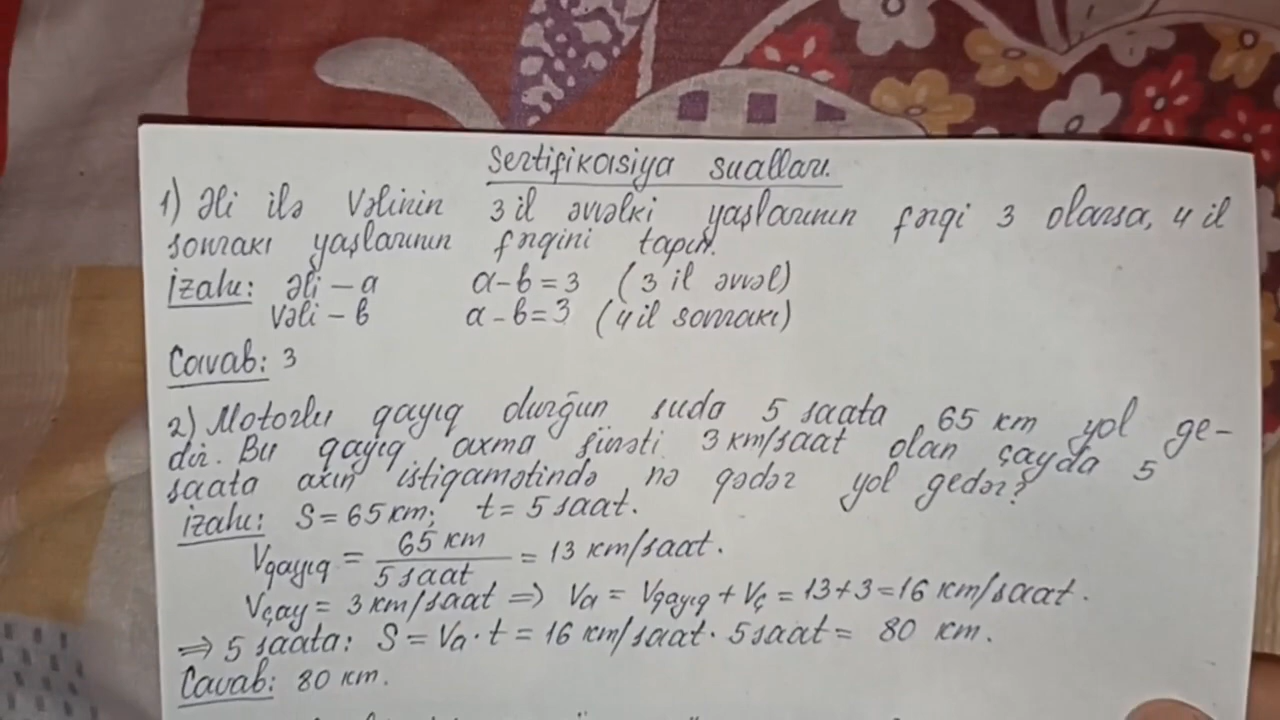 Sertifikasiya sualları.
1) Əli ilə Vəlinin 3 il əvvəlki yaşlarının fərqi 3 olarsa, 4 il
sonrakı yaşlarının fərqini tapın.
İzahı: Əli – a a-b=3 (3 il əvvəl)
Vəli – b a-b=3 (4 il sonrakı)
Cavab: 3
2) Motorlu qayıq durğun suda 5 saata 65 km yol ge-
dir. Bu qayıq axma sürəti 3 km/saat olan çayda 5
saata axın istiqamətində nə qədər yol gedər?
İzahı: S=65 km; t=5 saat.
Vqayıq = 65 km / 5 saat = 13 km/saat.
Vçay = 3 km/saat ⇒ Va = Vqayıq + Vç = 13+3=16 km/saat.
⇒ 5 saata: S = Va · t = 16 km/saat · 5 saat = 80 km.
Cavab: 80 km.